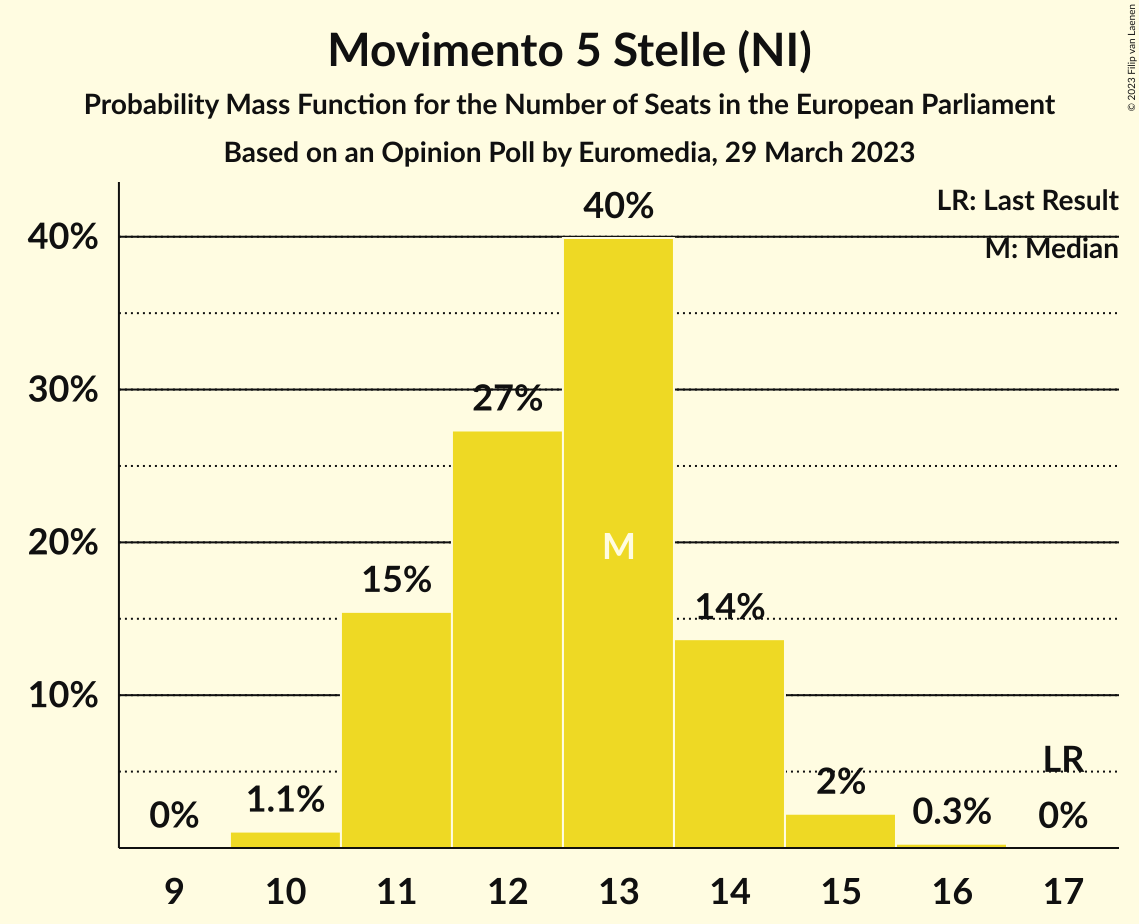 Movimento 5 Stelle (NI)
Probability Mass Function for the Number of Seats in the European Parliament
Based on an Opinion Poll by Euromedia, 29 March 2023
© 2023 Filip van Laenen
LR: Last Result
M: Median
40%
30%
20%
10%
0%
1.1%
15%
27%
40%
M
14%
2%
0.3%
LR
0%
9 10 11 12 13 14 15 16 17